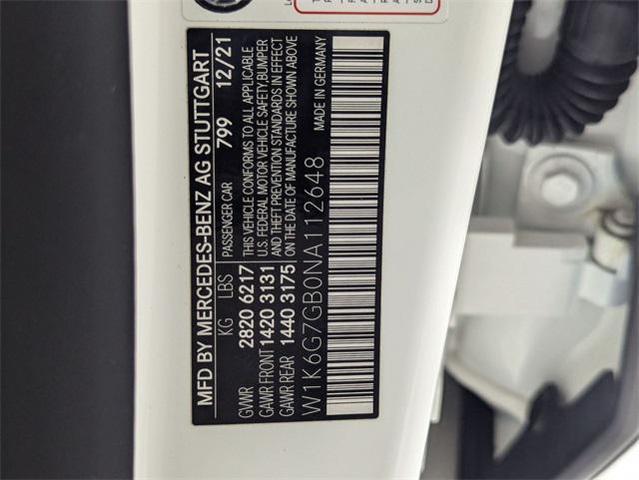 MFD BY MERCEDES-BENZ AG STUTTGART
KG LBS PASSENGER CAR 799 12/21
GVWR 2820 6217 THIS VEHICLE CONFORMS TO ALL APPLICABLE
U.S. FEDERAL MOTOR VEHICLE SAFETY,BUMPER
GAWR FRONT 1420 3131 AND THEFT PREVENTION STANDARDS IN EFFECT
GAWR REAR 1440 3175 ON THE DATE OF MANUFACTURE SHOWN ABOVE
W1K6G7GB0NA112648 MADE IN GERMANY